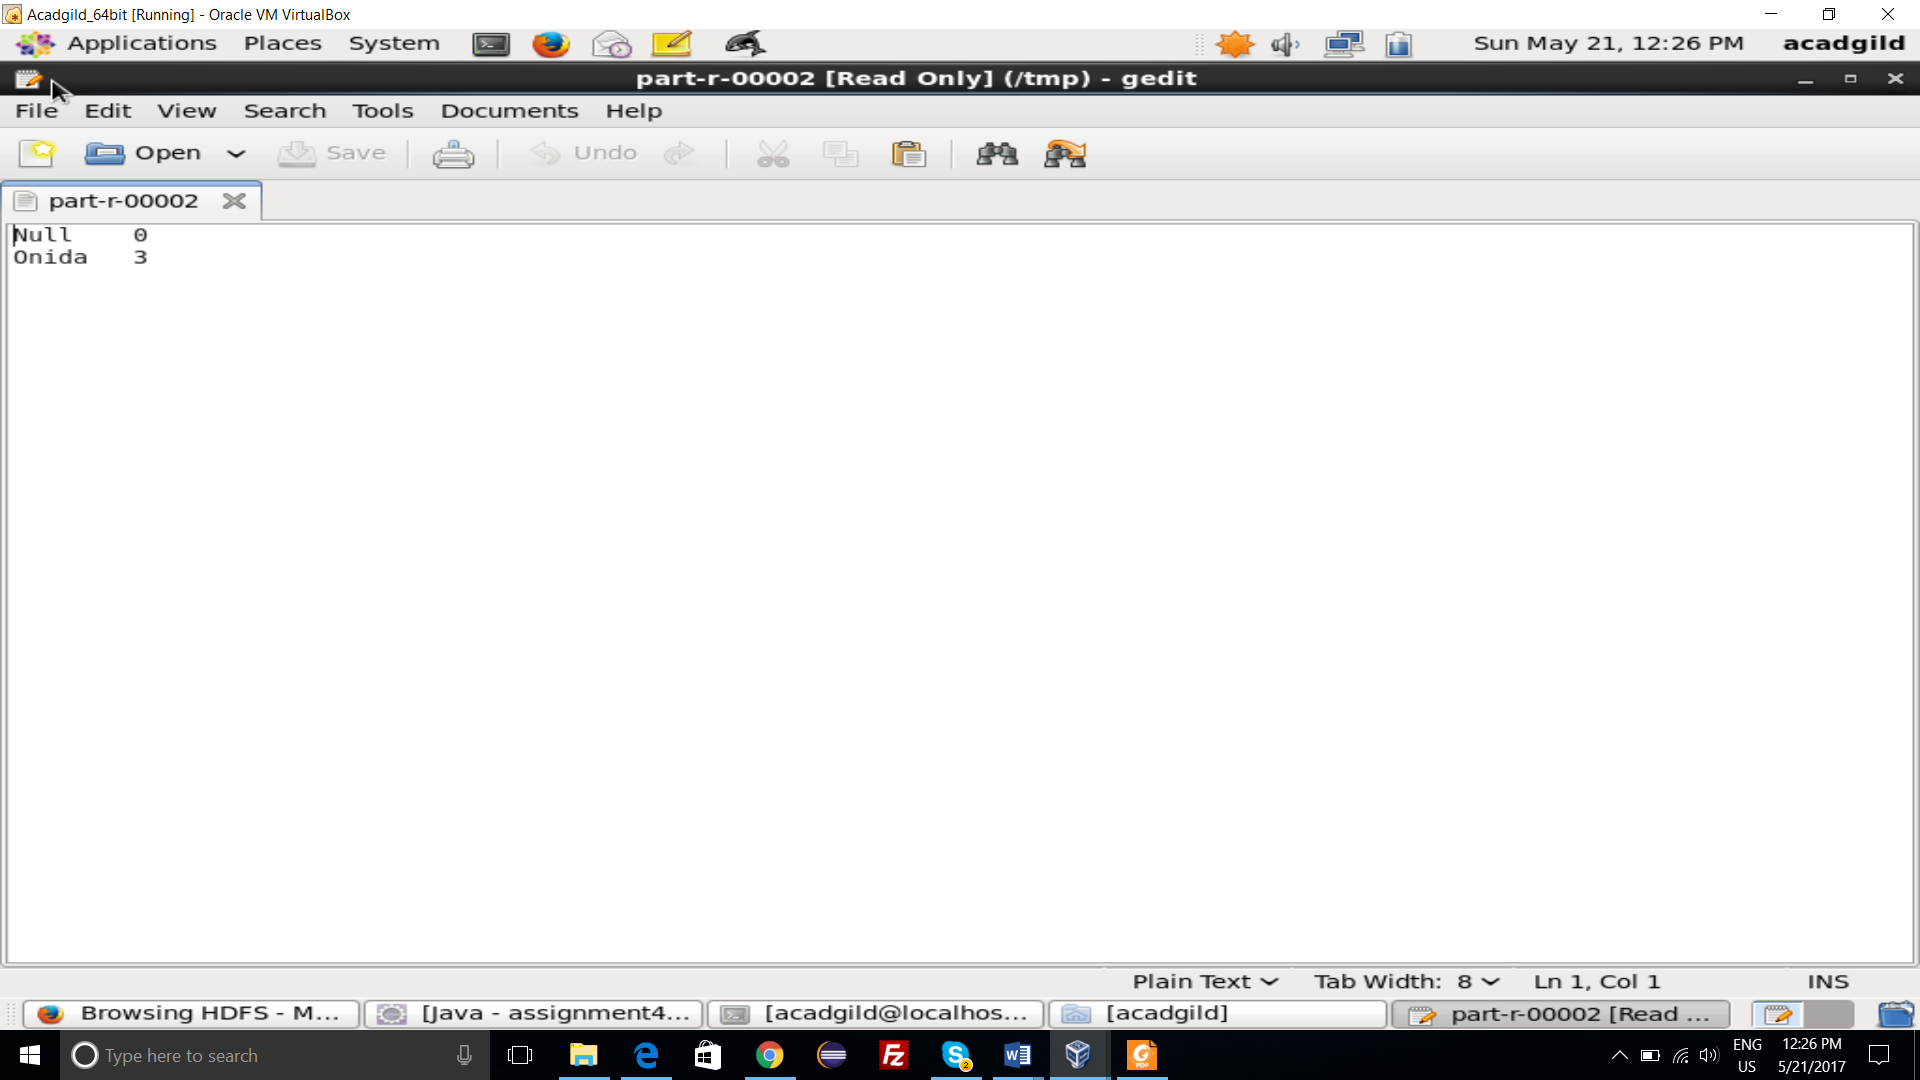 Acadgild_64bit [Running] - Oracle VM VirtualBox
Applications Places System Sun May 21, 12:26 PM acadgild
part-r-00002 [Read Only] (/tmp) - gedit
File Edit View Search Tools Documents Help
Open Save Undo
part-r-00002
Null 0
Onida 3
Plain Text Tab Width: 8 Ln 1, Col 1 INS
Browsing HDFS - M... [Java - assignment4... [acadgild@localhos... [acadgild] part-r-00002 [Read ...
Type here to search
ENG 12:26 PM
US 5/21/2017